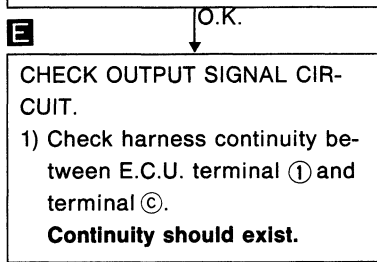 O.K.
E
CHECK OUTPUT SIGNAL CIR-
CUIT.
1) Check harness continuity be-
tween E.C.U. terminal ① and
terminal ⓒ.
Continuity should exist.